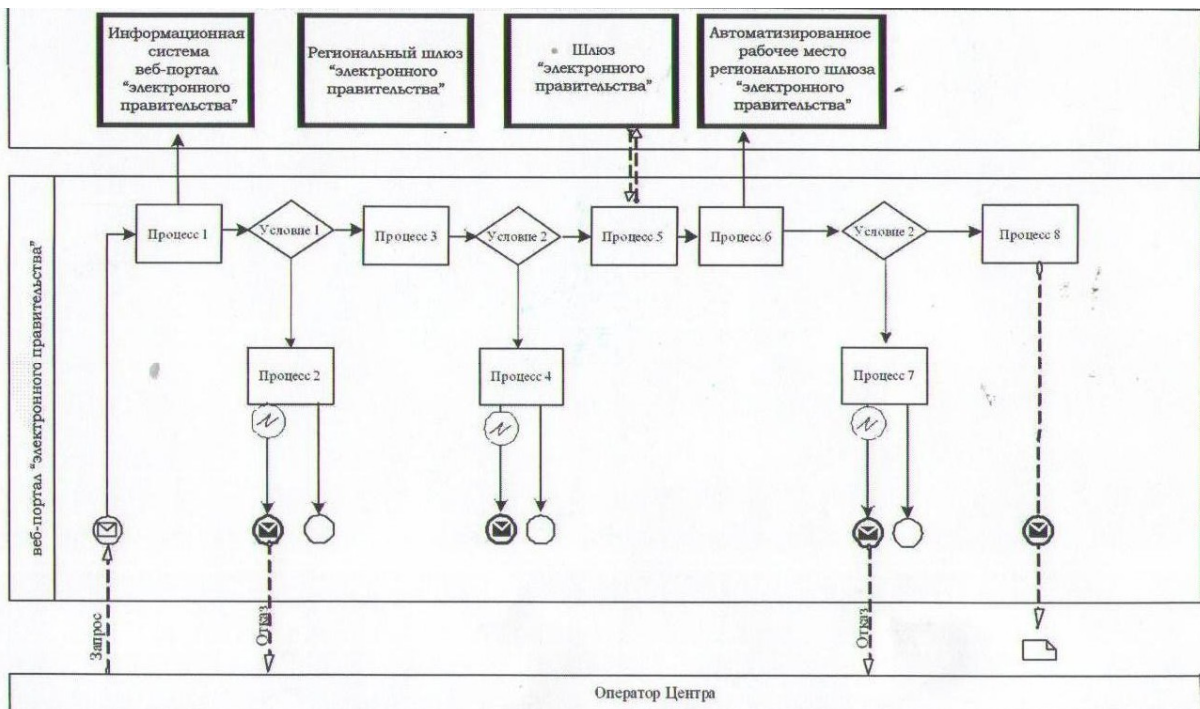 Информационная
система
веб-портал
“электронного
правительства”
Региональный шлюз
“электронного
правительства”
Шлюз
“электронного
правительства”
Автоматизированное
рабочее место
регионального шлюза
“электронного
правительства”
веб-портал “электронного правительства”
Процесс 1
Условие 1
Процесс 3
Условие 2
Процесс 5
Процесс 6
Условие 2
Процесс 8
Процесс 2
Процесс 4
Процесс 7
Запрос
Отказ
Отказ
Оператор Центра